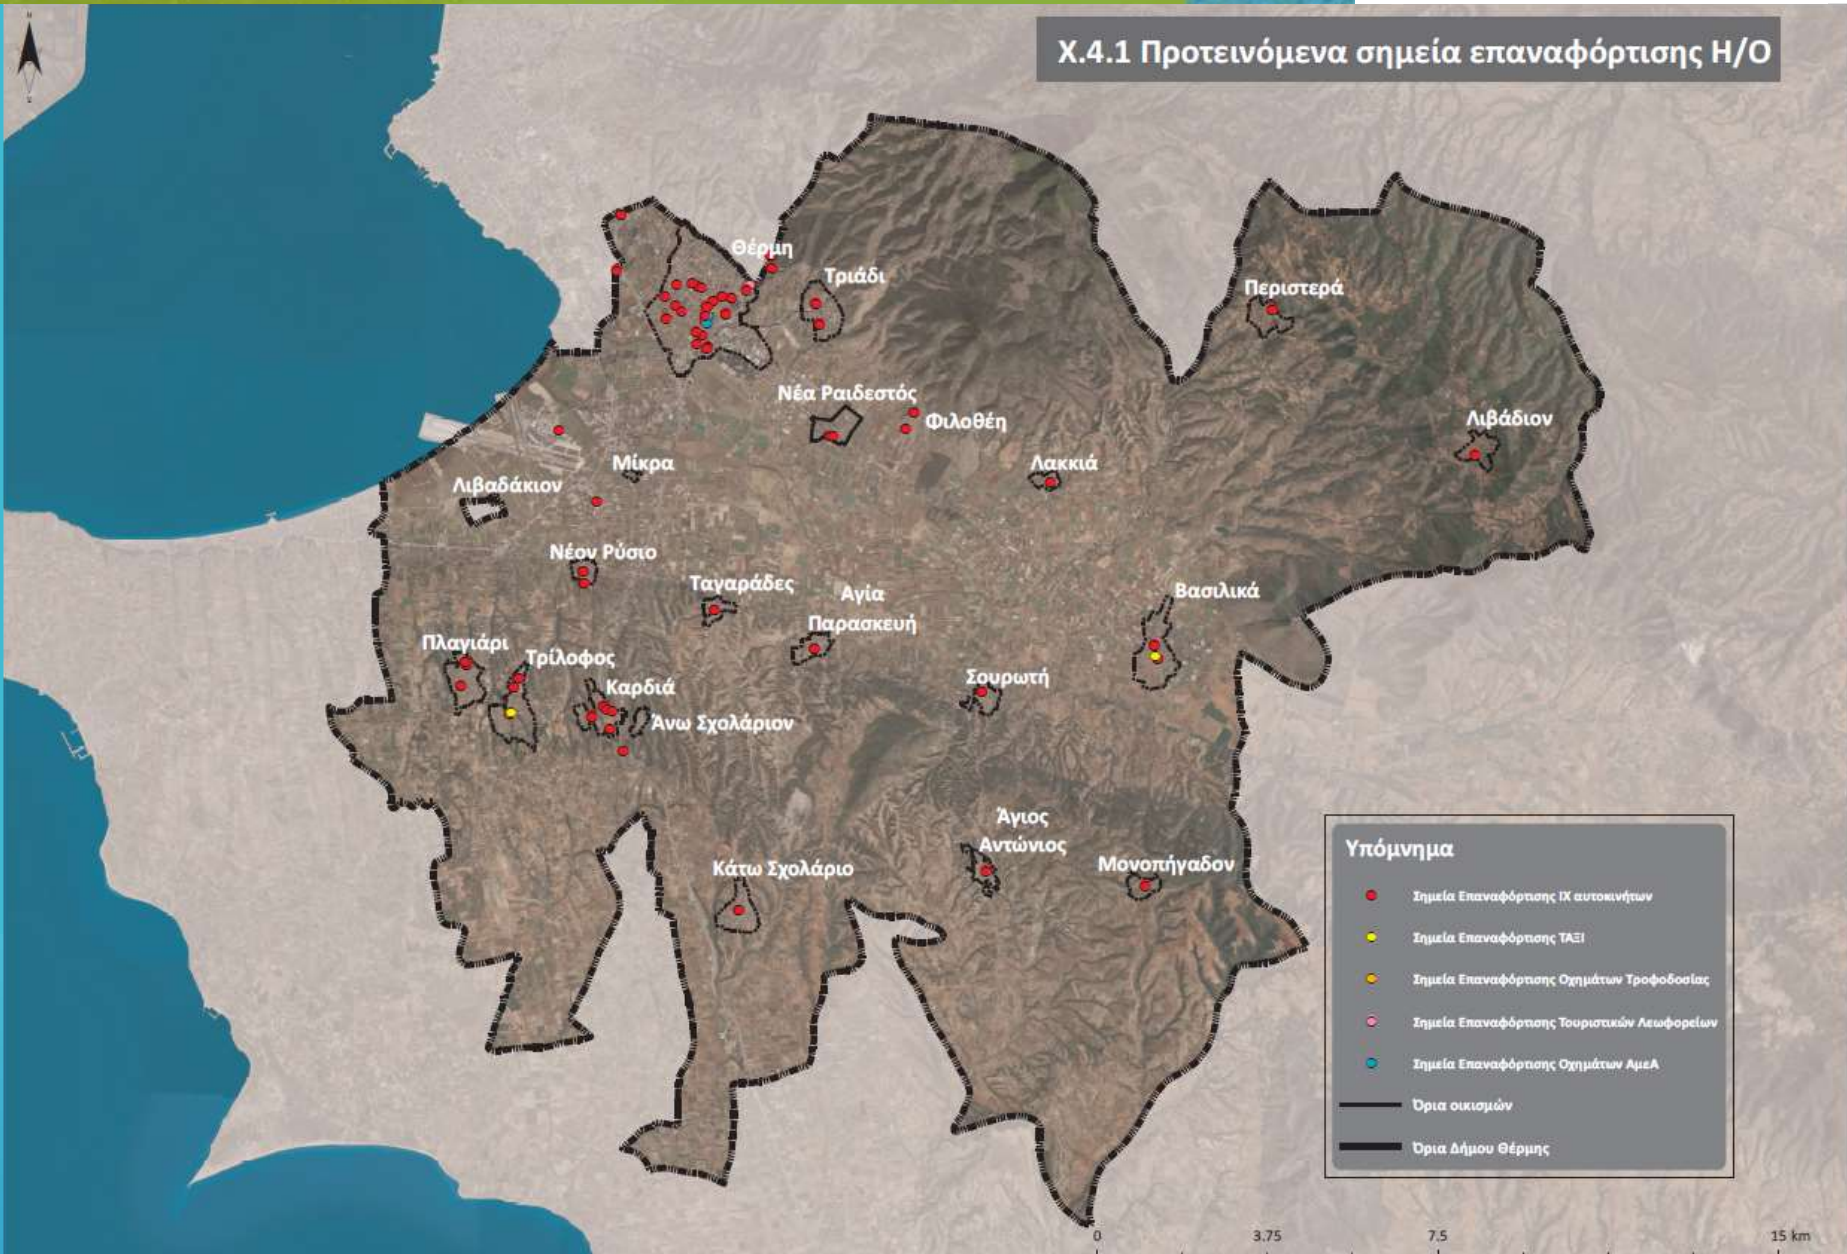 N
Χ.4.1 Προτεινόμενα σημεία επαναφόρτισης Η/Ο
Θέρμη
Τριάδι
Περιστερά
Νέα Ραιδεστός
Φιλοθέη
Λιβάδιον
Μίκρα
Λακκιά
Λιβαδάκιον
Νέον Ρύσιο
Ταγαράδες
Αγία
Παρασκευή
Βασιλικά
Πλαγιάρι
Τρίλοφος
Καρδιά
Σουρωτή
Άνω Σχολάριον
Άγιος
Αντώνιος
Κάτω Σχολάριο
Μονοπήγαδον
Υπόμνημα
Σημεία Επαναφόρτισης ΙΧ αυτοκινήτων
Σημεία Επαναφόρτισης ΤΑΞΙ
Σημεία Επαναφόρτισης Οχημάτων Τροφοδοσίας
Σημεία Επαναφόρτισης Τουριστικών Λεωφορείων
Σημεία Επαναφόρτισης Οχημάτων ΑμεΑ
Όρια οικισμών
Όρια Δήμου Θέρμης
0 3.75 7.5 15 km